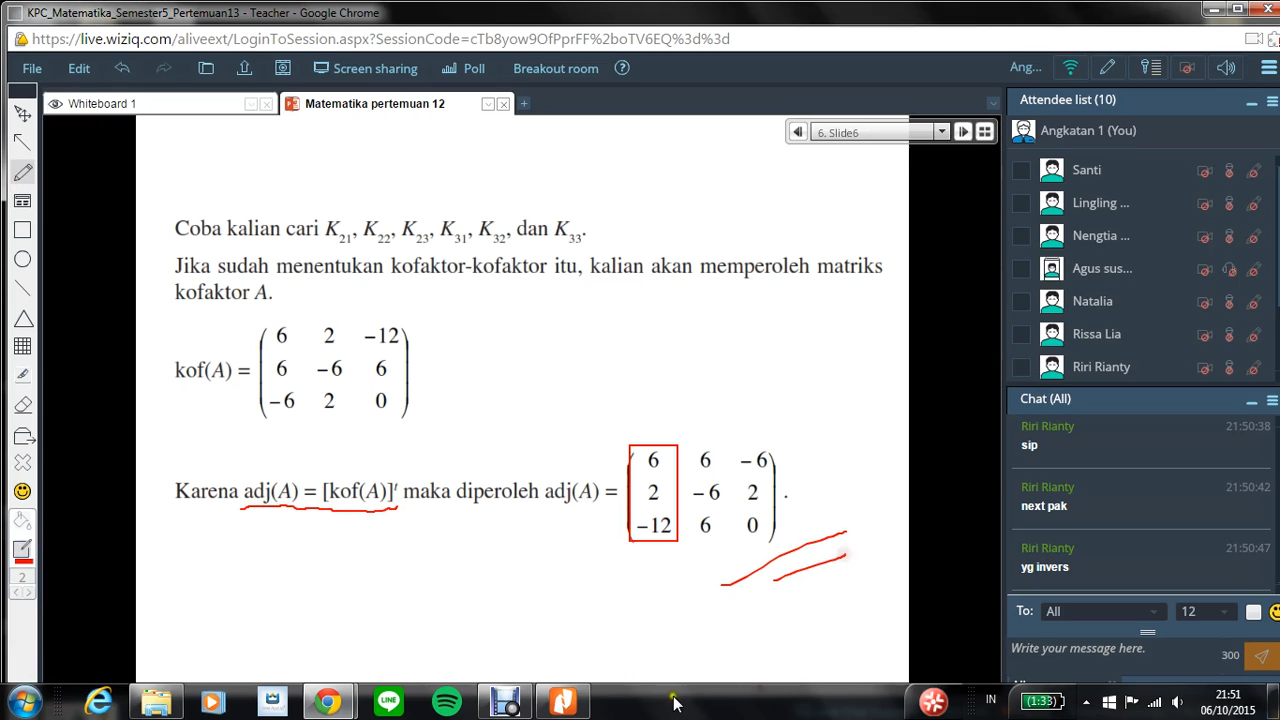 KPC_Matematika_Semester5_Pertemuan13 - Teacher - Google Chrome
https://live.wiziq.com/aliveext/LoginToSession.aspx?SessionCode=cTb8yow9OfPprFF%2boTV6EQ%3d%3d
File Edit Screen sharing Poll Breakout room ? Ang...
Whiteboard 1 Matematika pertemuan 12 +
6. Slide6
Coba kalian cari K21, K22, K23, K31, K32, dan K33.
Jika sudah menentukan kofaktor-kofaktor itu, kalian akan memperoleh matriks
kofaktor A.
6 2 −12
kof(A) = 6 −6 6
−6 2 0
6 6 −6
Karena adj(A) = [kof(A)]t maka diperoleh adj(A) = 2 −6 2 .
−12 6 0
2
Attendee list (10)
Angkatan 1 (You)
Santi
Lingling ...
Nengtia ...
Agus sus...
Natalia
Rissa Lia
Riri Rianty
Chat (All)
Riri Rianty 21:50:38
sip
Riri Rianty 21:50:42
next pak
Riri Rianty 21:50:47
yg invers
To: All 12
Write your message here. 300
LINE IN (1:33) 21:51
06/10/2015